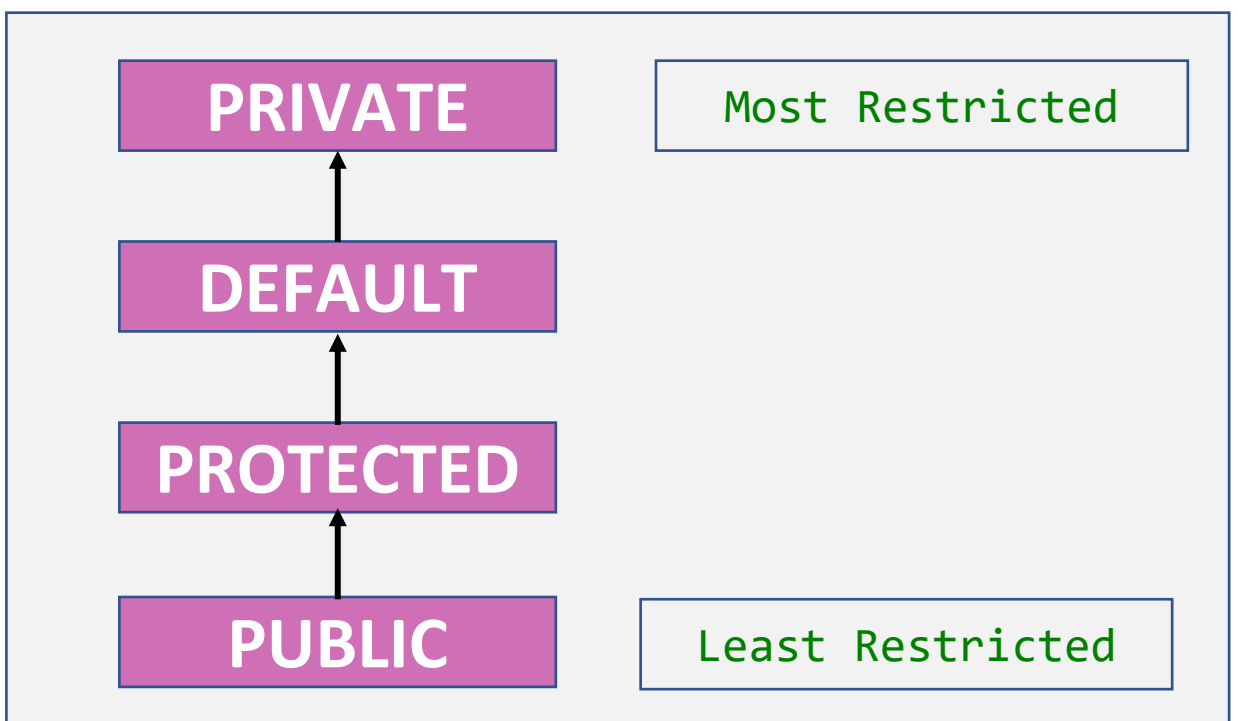 PRIVATE
Most Restricted
DEFAULT
PROTECTED
PUBLIC
Least Restricted